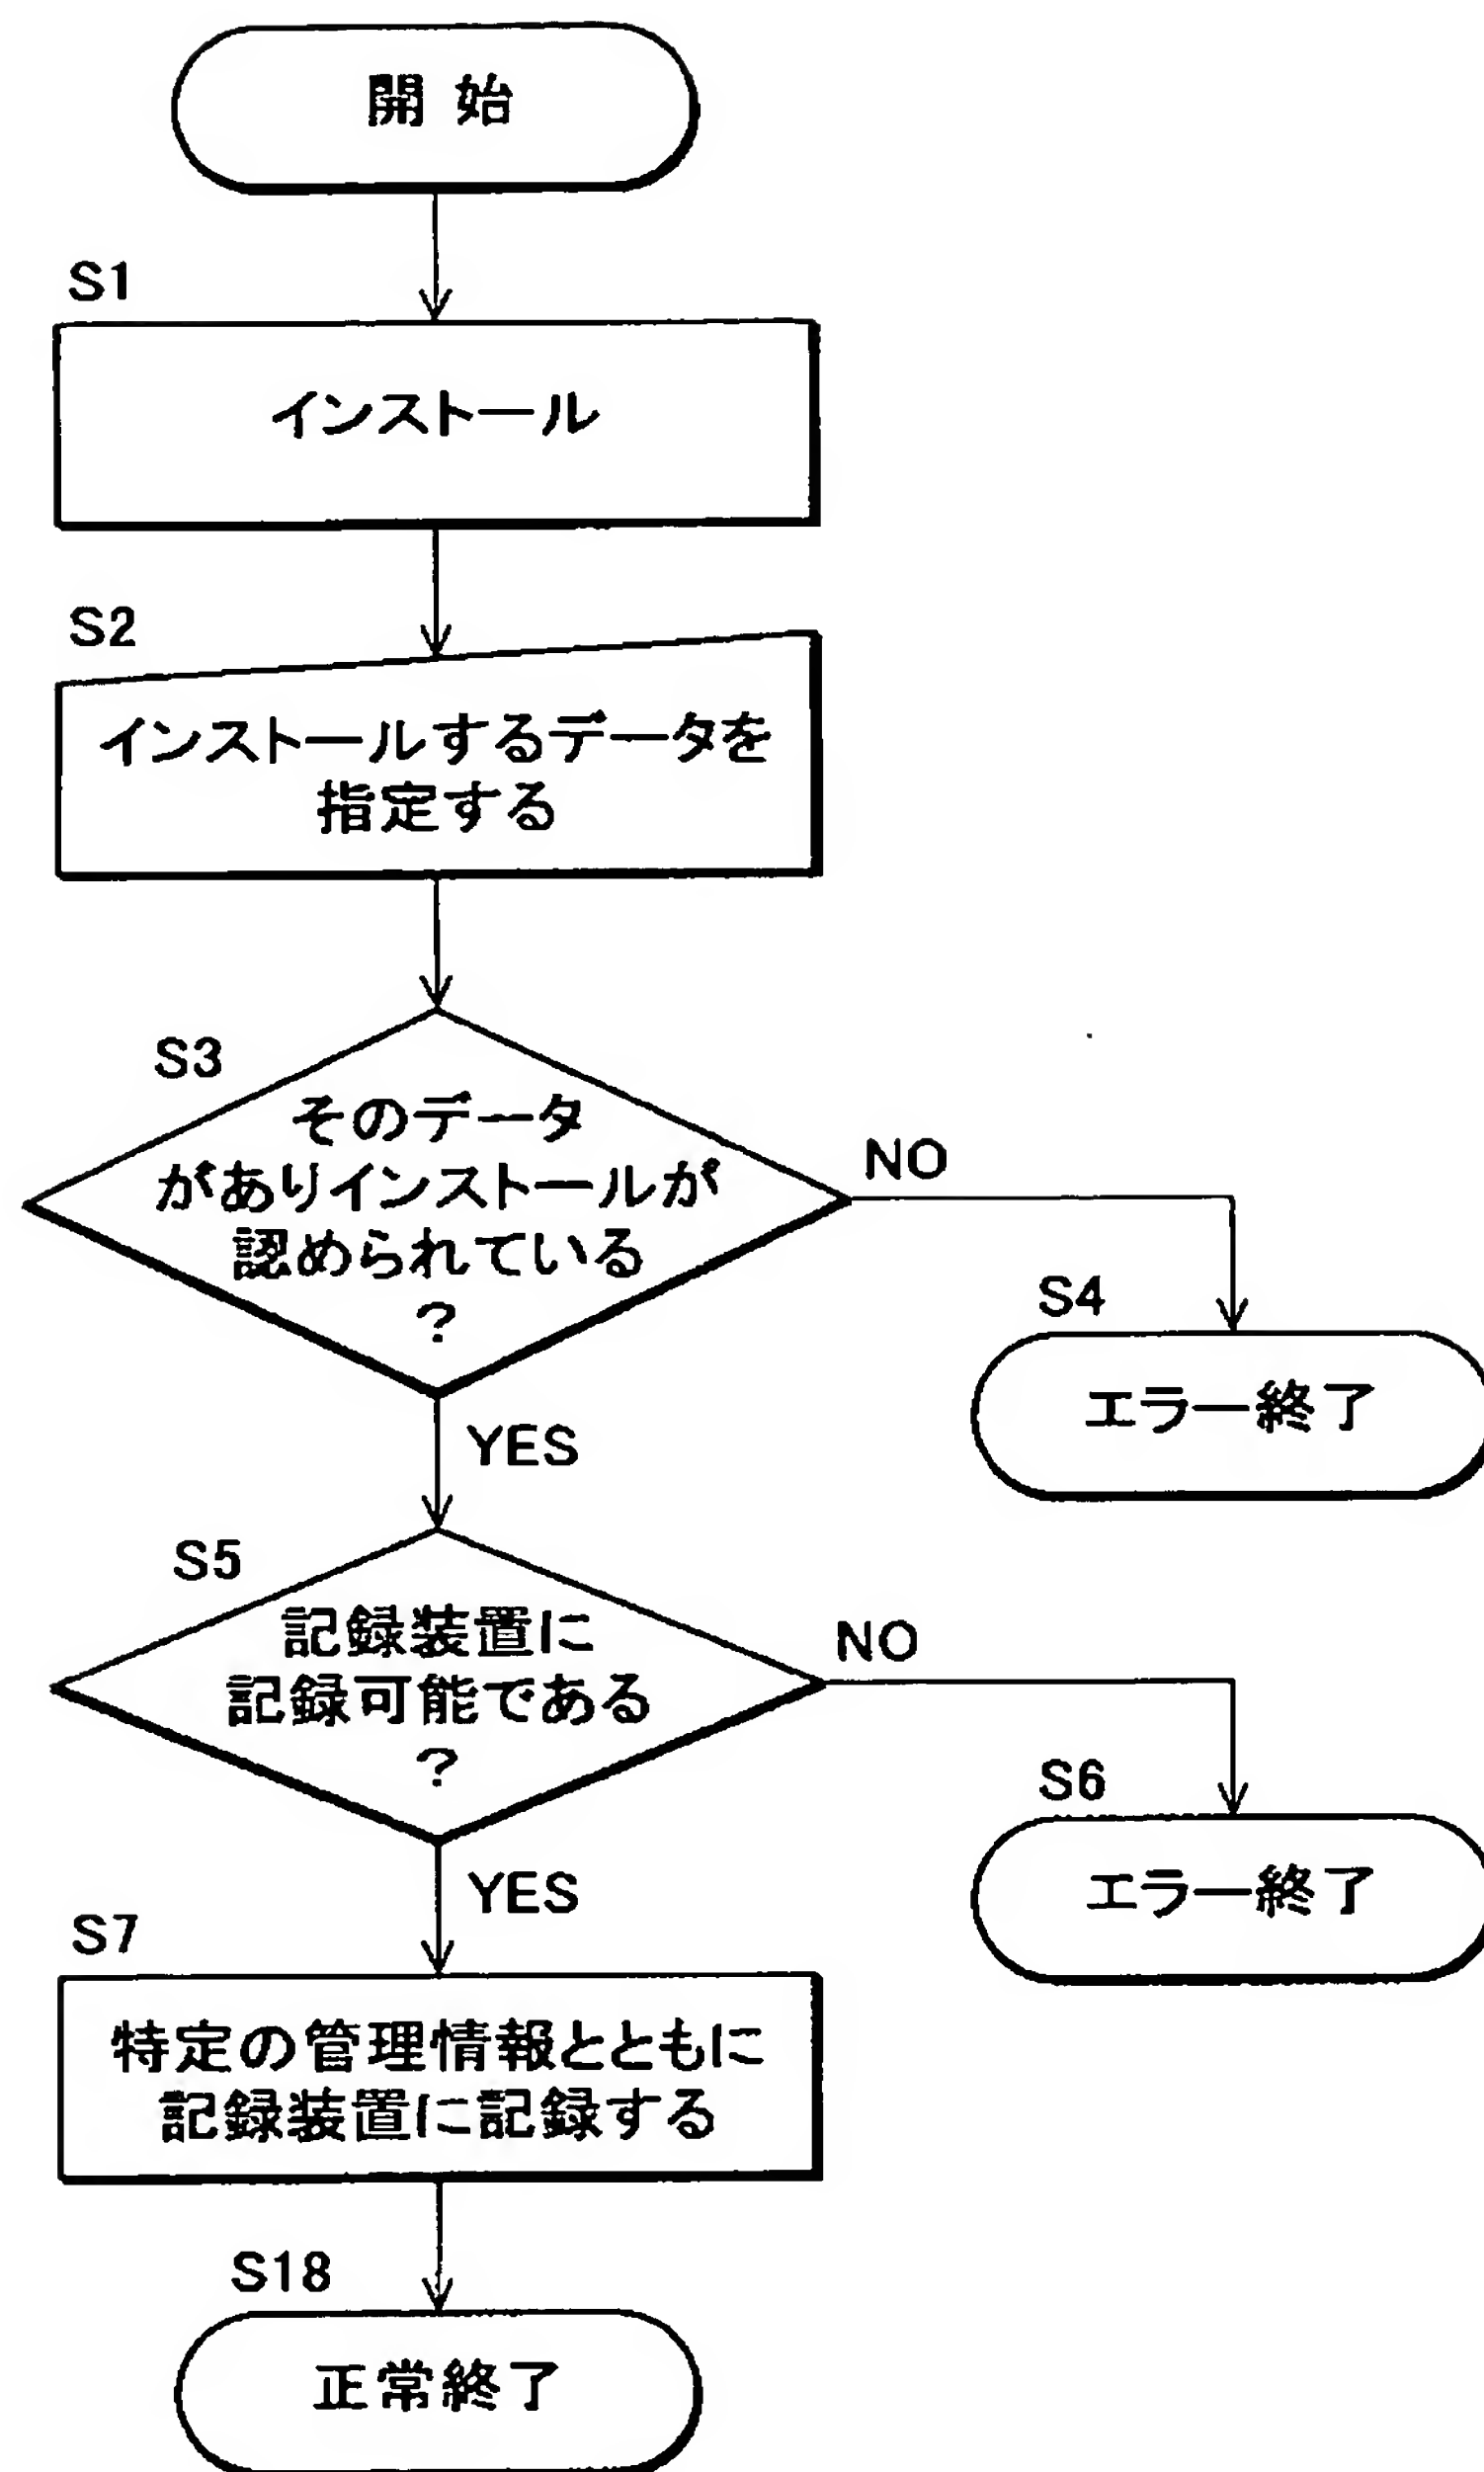 開始
S1
インストール
S2
インストールするデータを
指定する
S3
そのデータ
がありインストールが
認められている
?
NO
S4
エラー終了
YES
S5
記録装置に
記録可能である
?
NO
S6
エラー終了
YES
S7
特定の管理情報とともに
記録装置に記録する
S18
正常終了